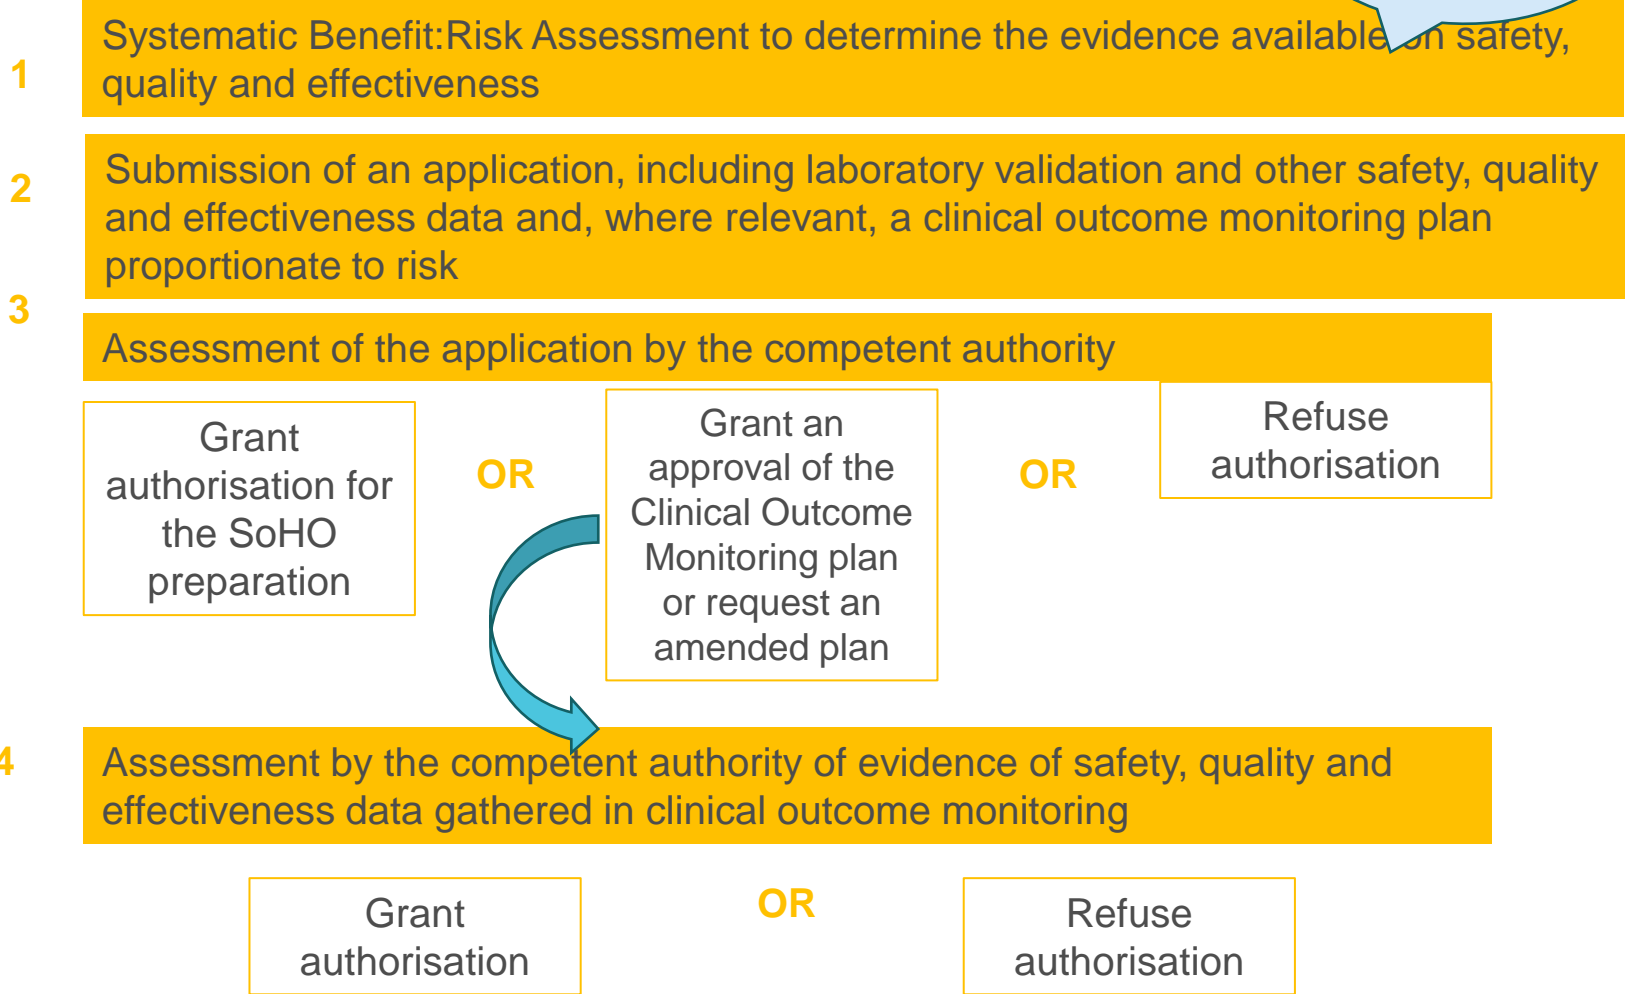 1
Systematic Benefit:Risk Assessment to determine the evidence available on safety,
quality and effectiveness
2
Submission of an application, including laboratory validation and other safety, quality
and effectiveness data and, where relevant, a clinical outcome monitoring plan
proportionate to risk
3
Assessment of the application by the competent authority
Grant
authorisation for
the SoHO
preparation
OR
Grant an
approval of the
Clinical Outcome
Monitoring plan
or request an
amended plan
OR
Refuse
authorisation
4
Assessment by the competent authority of evidence of safety, quality and
effectiveness data gathered in clinical outcome monitoring
Grant
authorisation
OR
Refuse
authorisation